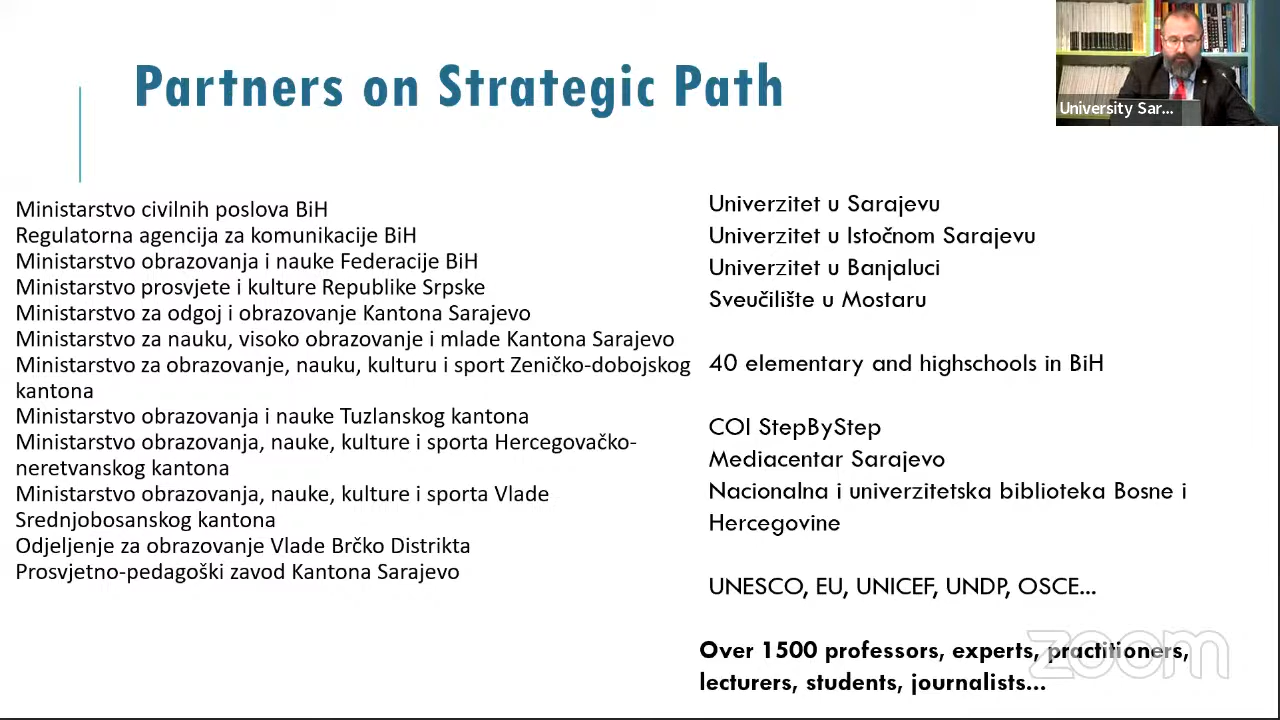 Partners on Strategic Path
University Sar...
Ministarstvo civilnih poslova BiH
Regulatorna agencija za komunikacije BiH
Ministarstvo obrazovanja i nauke Federacije BiH
Ministarstvo prosvjete i kulture Republike Srpske
Ministarstvo za odgoj i obrazovanje Kantona Sarajevo
Ministarstvo za nauku, visoko obrazovanje i mlade Kantona Sarajevo
Ministarstvo za obrazovanje, nauku, kulturu i sport Zeničko-dobojskog
kantona
Ministarstvo obrazovanja i nauke Tuzlanskog kantona
Ministarstvo obrazovanja, nauke, kulture i sporta Hercegovačko-
neretvanskog kantona
Ministarstvo obrazovanja, nauke, kulture i sporta Vlade
Srednjobosanskog kantona
Odjeljenje za obrazovanje Vlade Brčko Distrikta
Prosvjetno-pedagoški zavod Kantona Sarajevo
Univerzitet u Sarajevu
Univerzitet u Istočnom Sarajevu
Univerzitet u Banjaluci
Sveučilište u Mostaru
40 elementary and highschools in BiH
COI StepByStep
Mediacentar Sarajevo
Nacionalna i univerzitetska biblioteka Bosne i
Hercegovine
UNESCO, EU, UNICEF, UNDP, OSCE...
Over 1500 professors, experts, practitioners,
lecturers, students, journalists...
zoom